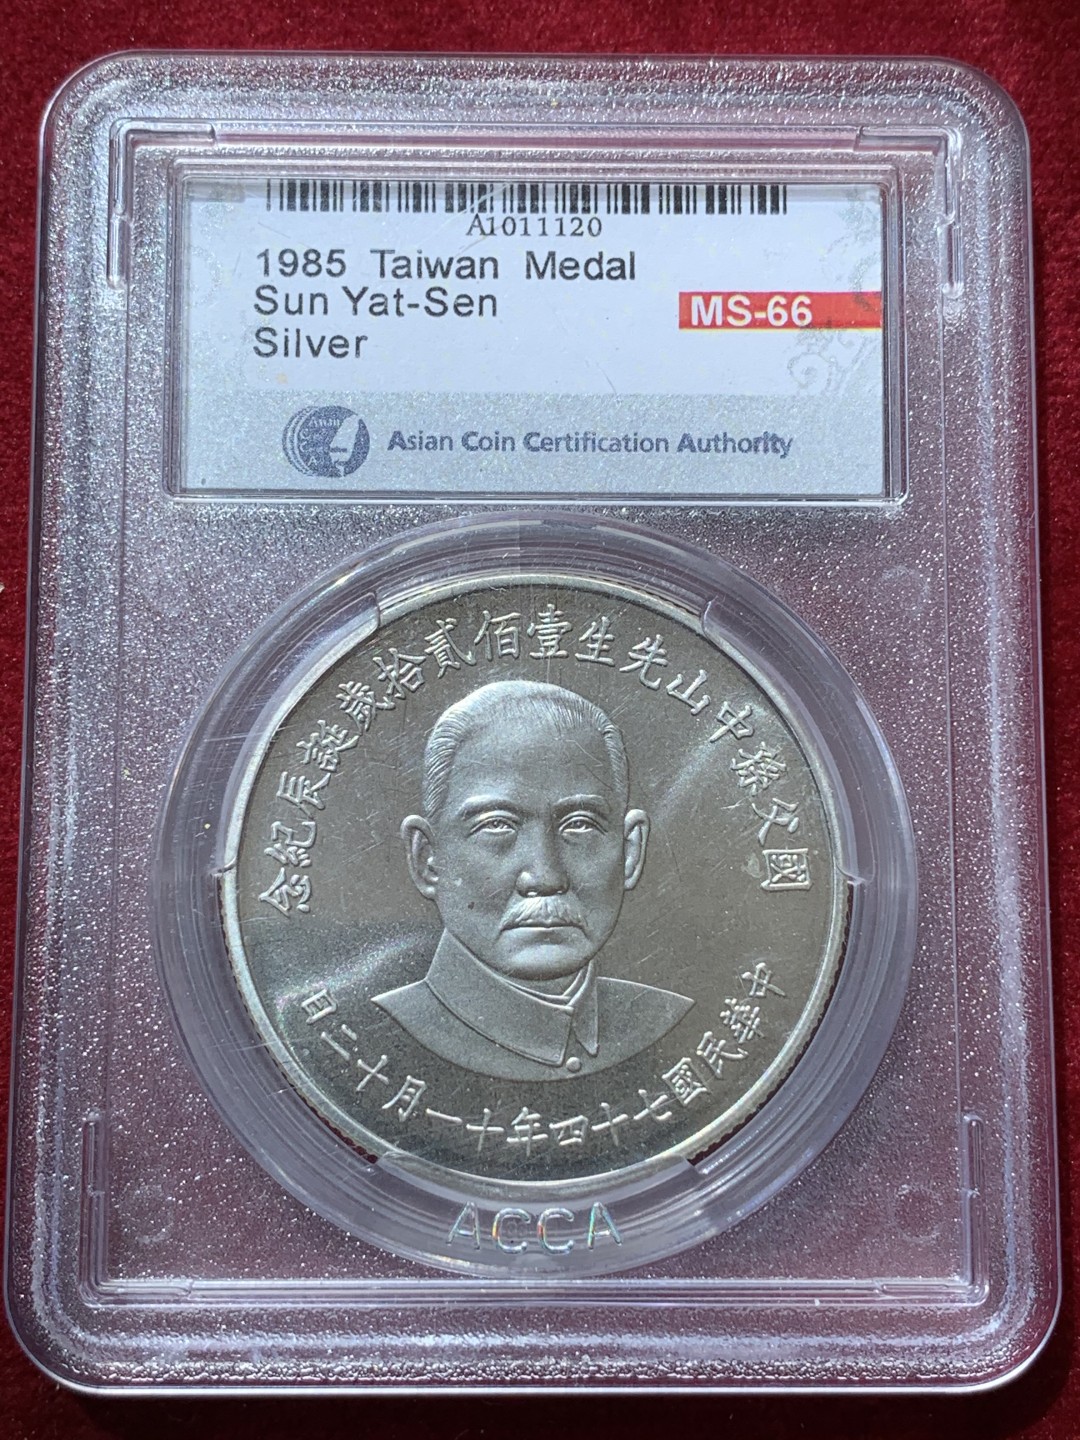 A1011120
1985 Taiwan Medal
Sun Yat-Sen
MS-66
Silver
Asian
Asian Coin Certification Authority
國父孫中山先生壹佰貳拾歲誕辰紀念
中華民國七十四年十一月十二日
ACCA